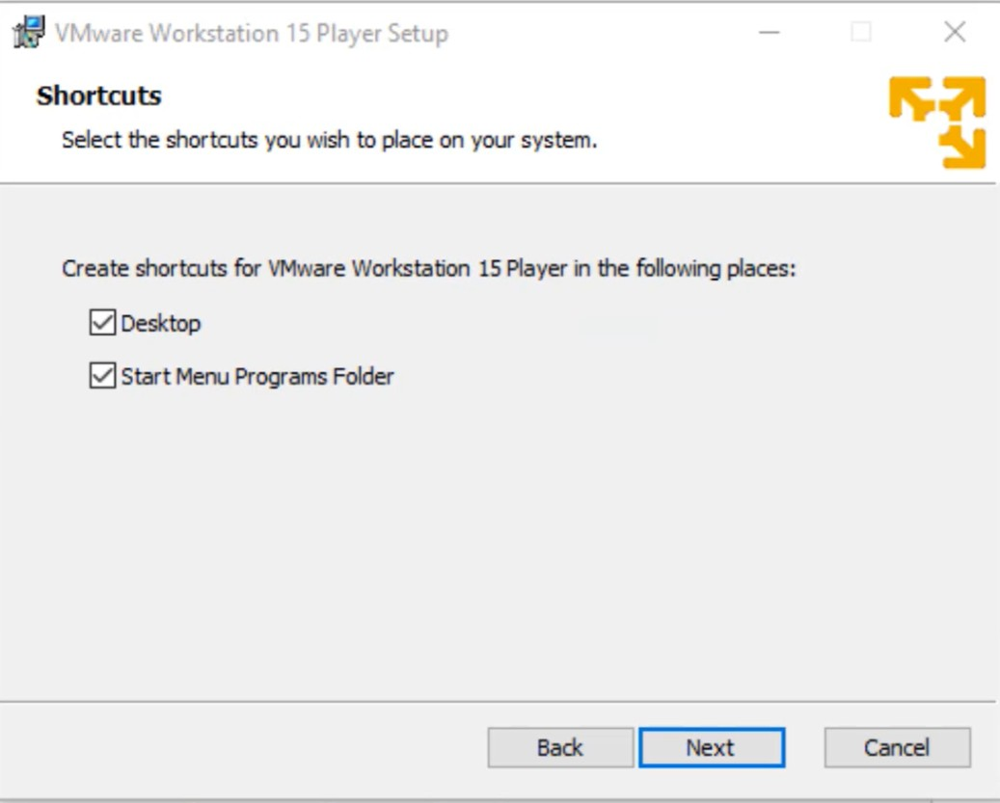 VMware Workstation 15 Player Setup
Shortcuts
Select the shortcuts you wish to place on your system.
Create shortcuts for VMware Workstation 15 Player in the following places:
Desktop
Start Menu Programs Folder
Back Next Cancel